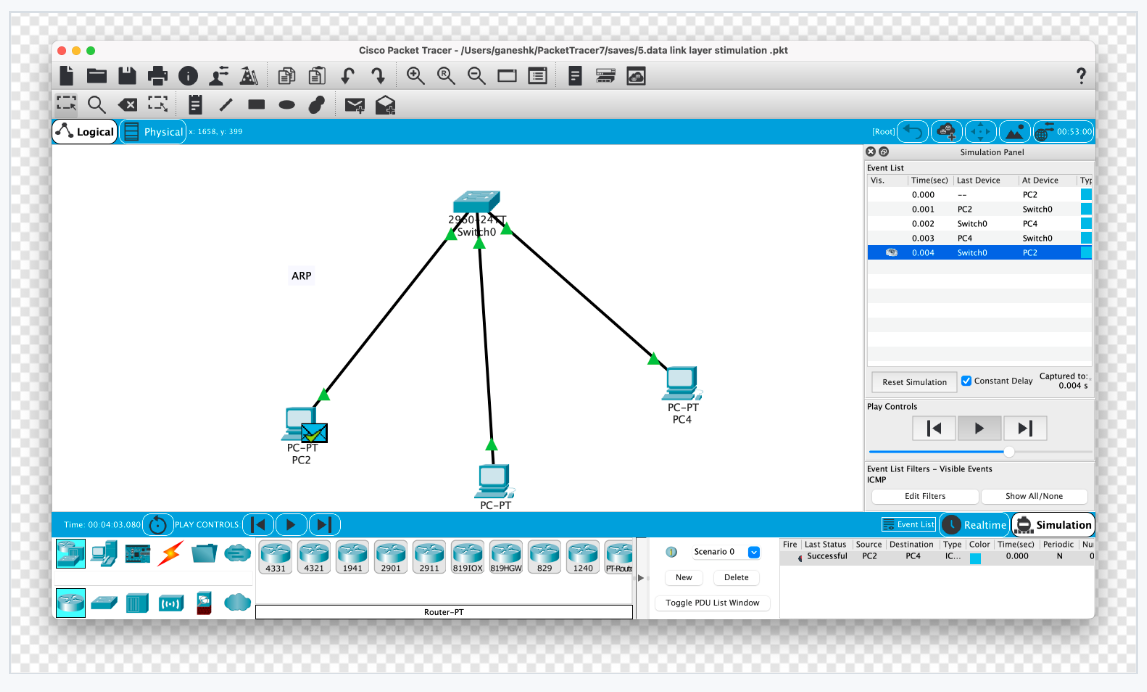 Cisco Packet Tracer - /Users/ganeshk/PacketTracer7/saves/5.data link layer stimulation .pkt
?
Logical
Physical
x: 1658, y: 399
[Root]
00:53:00
Simulation Panel
Event List
Vis. Time(sec) Last Device At Device Typ
0.000 -- PC2
0.001 PC2 Switch0
0.002 Switch0 PC4
0.003 PC4 Switch0
0.004 Switch0 PC2
2960-24TT
Switch0
ARP
PC-PT
PC4
PC-PT
PC2
PC-PT
Reset Simulation
Constant Delay
Captured to:
0.004 s
Play Controls
Event List Filters - Visible Events
ICMP
Edit Filters
Show All/None
Time: 00:04:03.080
PLAY CONTROLS
Event List
Realtime
Simulation
4331 4321 1941 2901 2911 819IOX 819HGW 829 1240 PT-Rout
Router-PT
Scenario 0
New
Delete
Toggle PDU List Window
Fire Last Status Source Destination Type Color Time(sec) Periodic Nu
Successful PC2 PC4 IC... 0.000 N 0